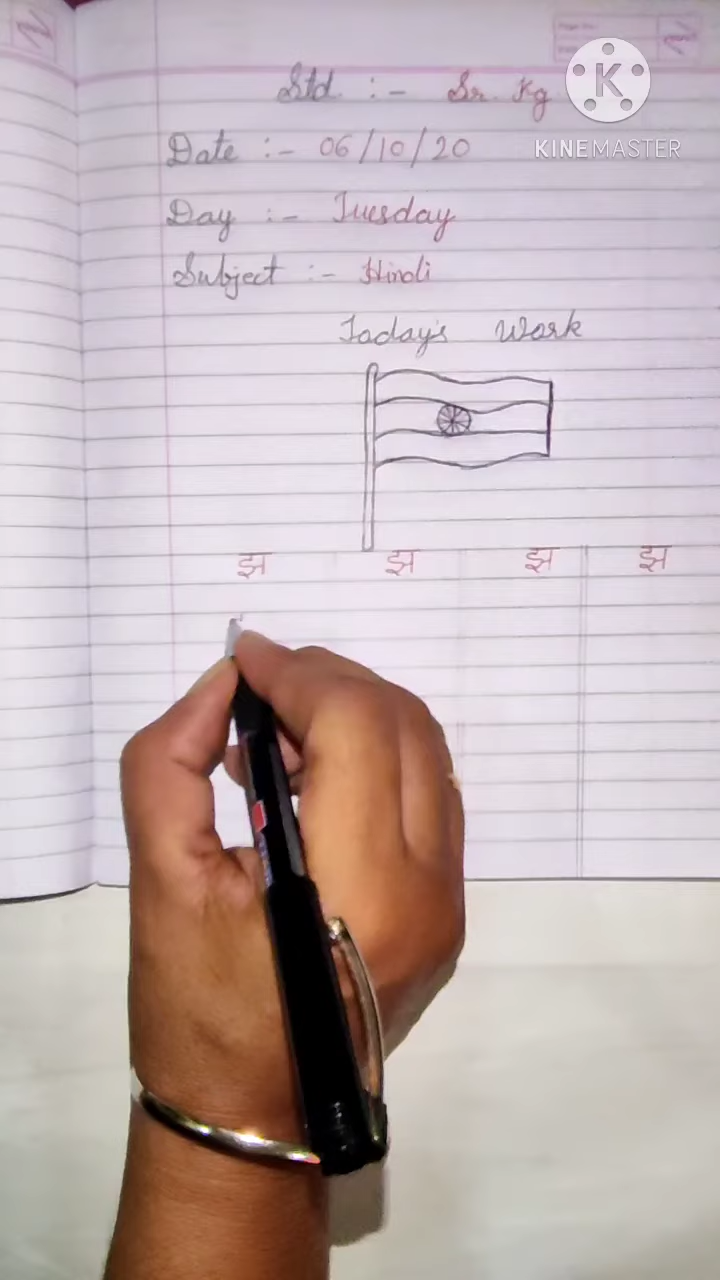 K
KINEMASTER
Std. :- Sr. Kg
Date :- 06/10/20
Day :- Tuesday
Subject :- Hindi
Today's Work
झ झ झ झ